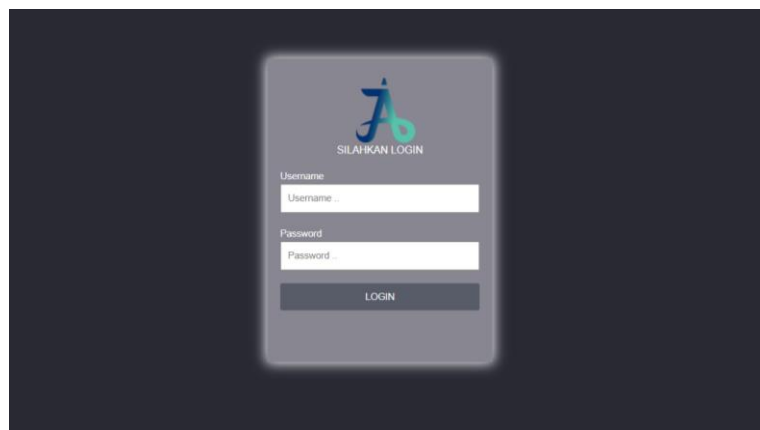 SILAHKAN LOGIN
Username
Username ..
Password
Password ..
LOGIN